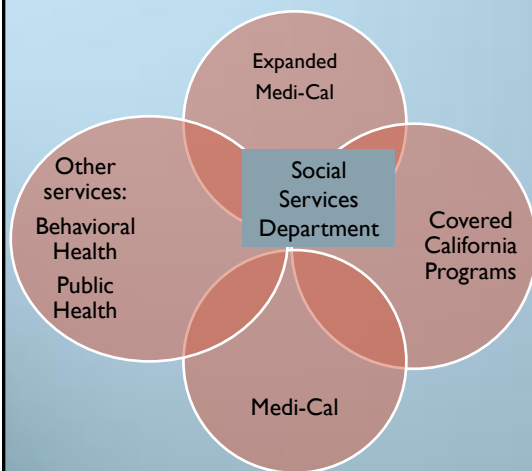 Expanded
Medi-Cal
Other
services:
Behavioral
Health
Public
Health
Social
Services
Department
Covered
California
Programs
Medi-Cal